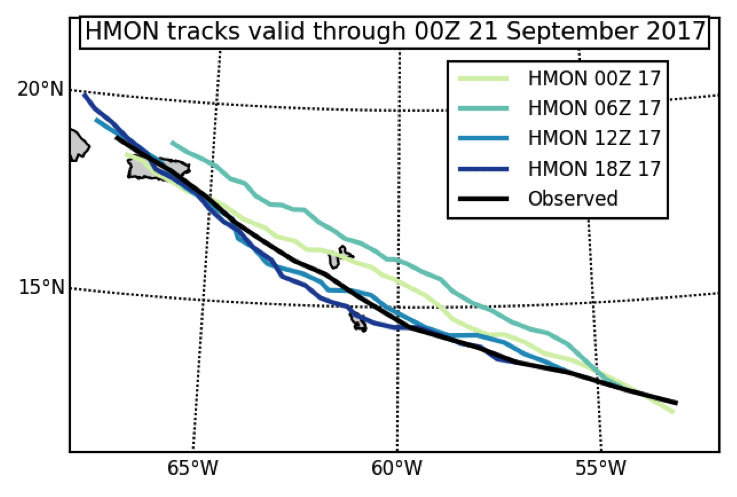 HMON tracks valid through 00Z 21 September 2017
20°N
15°N
HMON 00Z 17
HMON 06Z 17
HMON 12Z 17
HMON 18Z 17
Observed
65°W
60°W
55°W